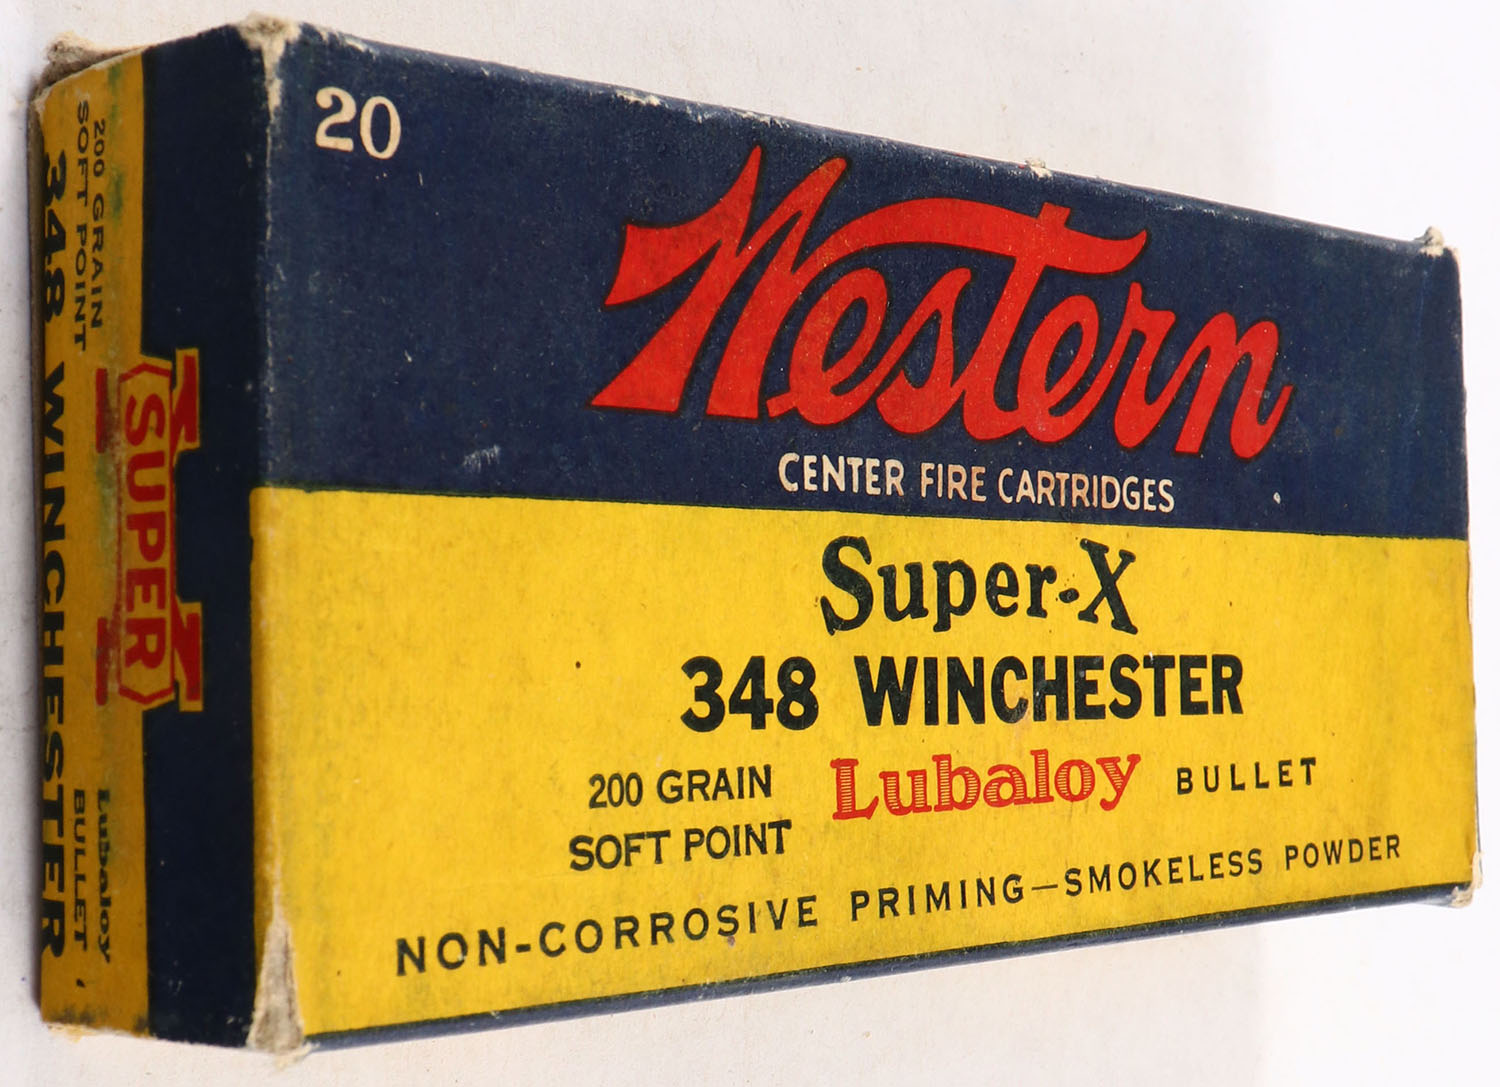 20
Western
CENTER FIRE CARTRIDGES
Super-X
348 WINCHESTER
200 GRAIN
SOFT POINT
Lubaloy BULLET
NON-CORROSIVE PRIMING—SMOKELESS POWDER
200 GRAIN
SOFT POINT
348 WINCHESTER
SUPER X
Lubaloy
BULLET